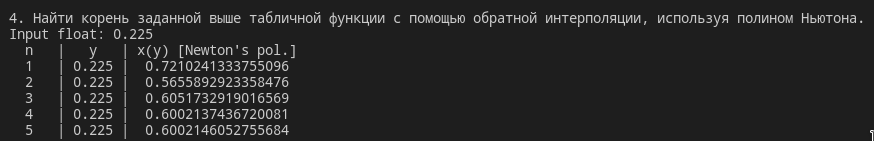 4. Найти корень заданной выше табличной функции с помощью обратной интерполяции, используя полином Ньютона.
Input float: 0.225
n | y | x(y) [Newton's pol.]
1 | 0.225 | 0.7210241333755096
2 | 0.225 | 0.5655892923358476
3 | 0.225 | 0.6051732919016569
4 | 0.225 | 0.6002137436720081
5 | 0.225 | 0.6002146052755684